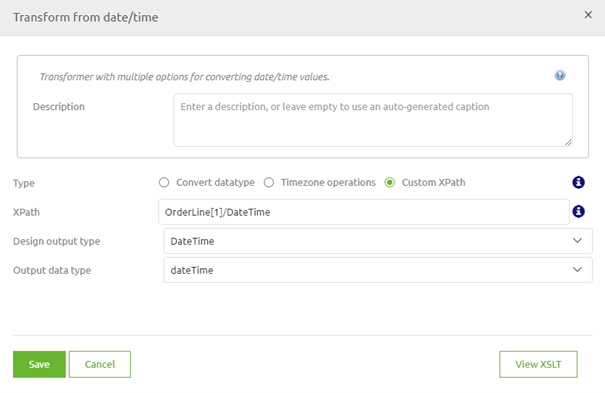 Transform from date/time
×
Transformer with multiple options for converting date/time values.
Description
Enter a description, or leave empty to use an auto-generated caption
Type
Convert datatype Timezone operations Custom XPath
XPath
OrderLine[1]/DateTime
Design output type
DateTime
Output data type
dateTime
Save Cancel View XSLT